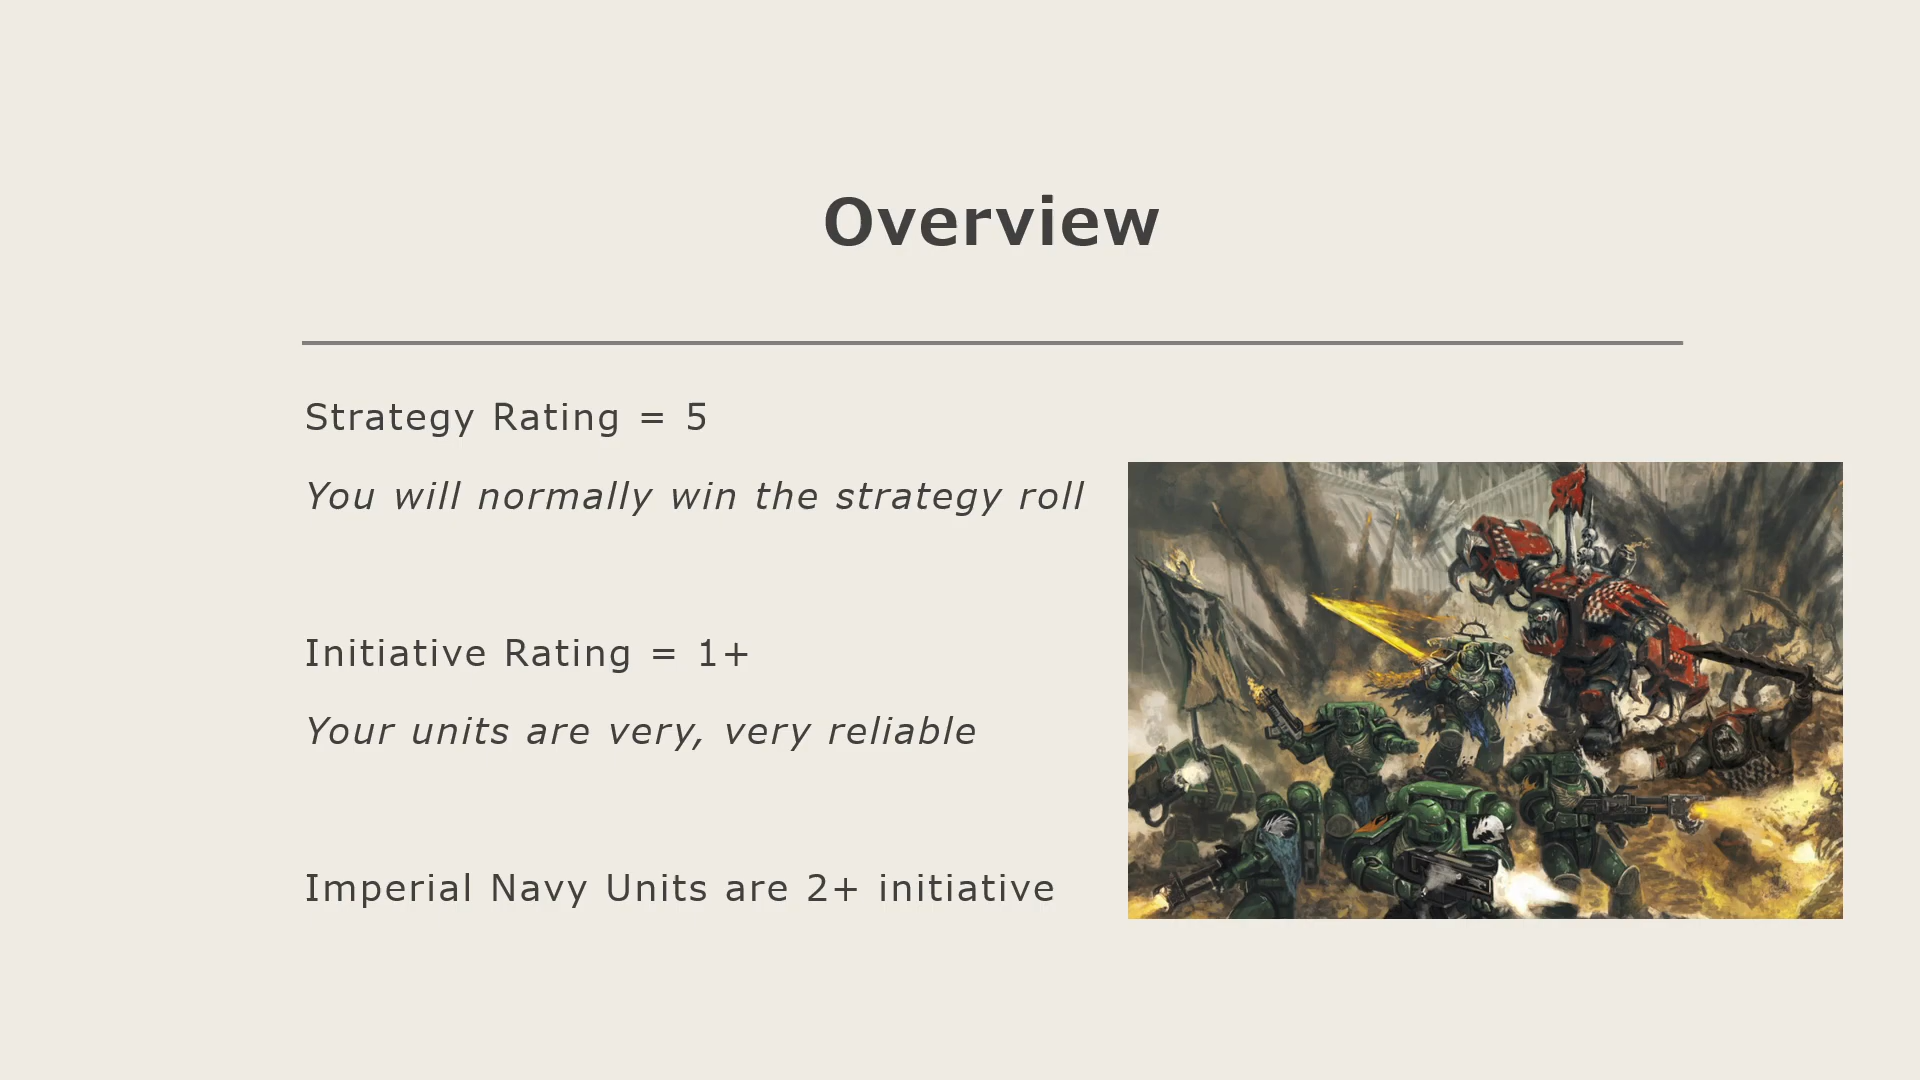 Overview
Strategy Rating = 5
You will normally win the strategy roll
Initiative Rating = 1+
Your units are very, very reliable
Imperial Navy Units are 2+ initiative